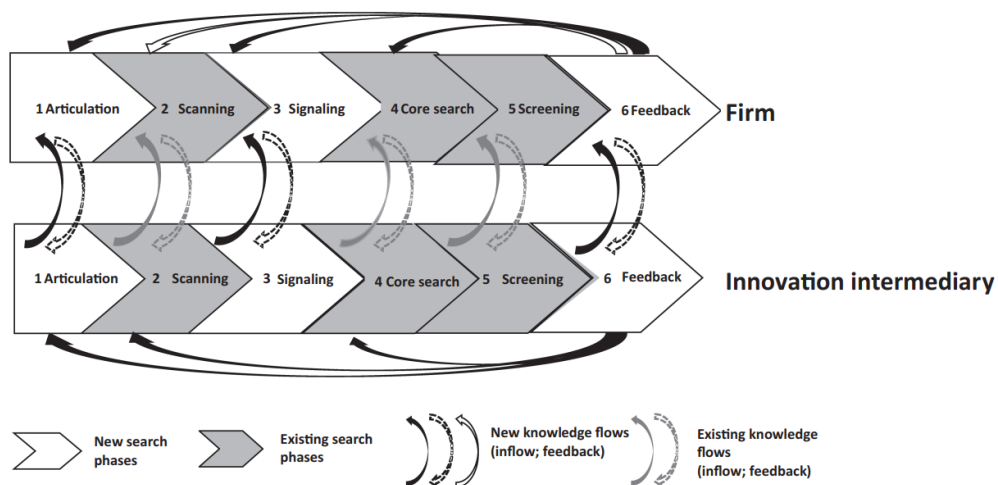 1 Articulation 2 Scanning 3 Signaling 4 Core search 5 Screening 6 Feedback
Firm
1 Articulation 2 Scanning 3 Signaling 4 Core search 5 Screening 6 Feedback
Innovation intermediary
New search
phases
Existing search
phases
New knowledge flows
(inflow; feedback)
Existing knowledge
flows
(inflow; feedback)